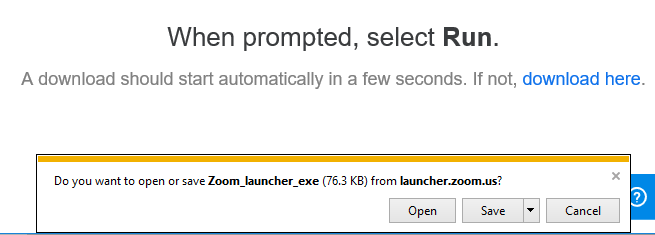 When prompted, select Run.
A download should start automatically in a few seconds. If not, download here.
Do you want to open or save Zoom_launcher_exe (76.3 KB) from launcher.zoom.us?
×
?
Open Save Cancel